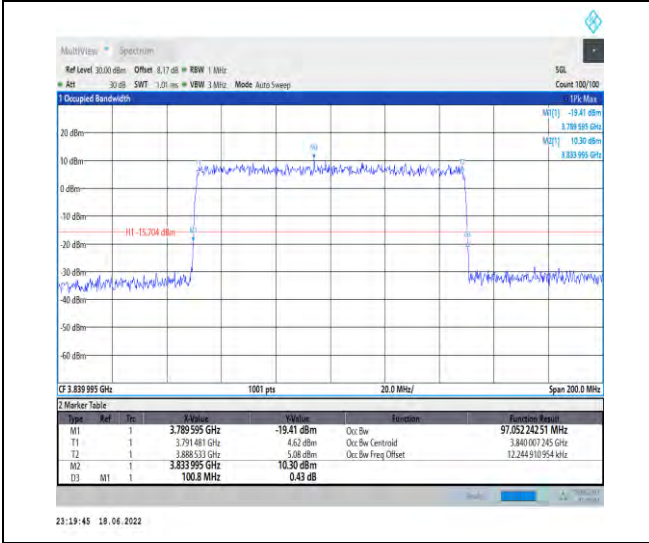 MultiView Spectrum
Ref Level 30.00 dBm Offset 8.17 dB RBW 1 MHz SGL
Att 30 dB SWT 1.01 ms VBW 3 MHz Mode Auto Sweep Count 100/100
1 Occupied Bandwidth 1Pk Max
M1[1] -19.41 dBm
3.789 595 GHz
M2[1] 10.30 dBm
3.833 995 GHz
20 dBm
M2
10 dBm
0 dBm
-10 dBm
H1 -15.704 dBm
-20 dBm
-30 dBm
-40 dBm
-50 dBm
-60 dBm
CF 3.839 995 GHz 1001 pts 20.0 MHz/ Span 200.0 MHz
2 Marker Table
Type Ref Trc X-Value Y-Value Function Function Result
M1 1 3.789 595 GHz -19.41 dBm Occ Bw 97.052 242 51 MHz
T1 1 3.791 481 GHz 4.62 dBm Occ Bw Centroid 3.840 007 245 GHz
T2 1 3.888 533 GHz 5.08 dBm Occ Bw Freq Offset 12.244 910 954 kHz
M2 1 3.833 995 GHz 10.30 dBm
D3 M1 1 100.8 MHz 0.43 dB
Ready
23:19:45 18.06.2022